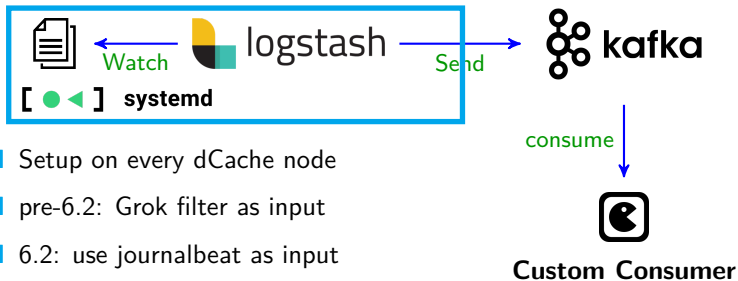 logstash
kafka
Watch
Send
[ ] systemd
consume
Setup on every dCache node
pre-6.2: Grok filter as input
6.2: use journalbeat as input
Custom Consumer